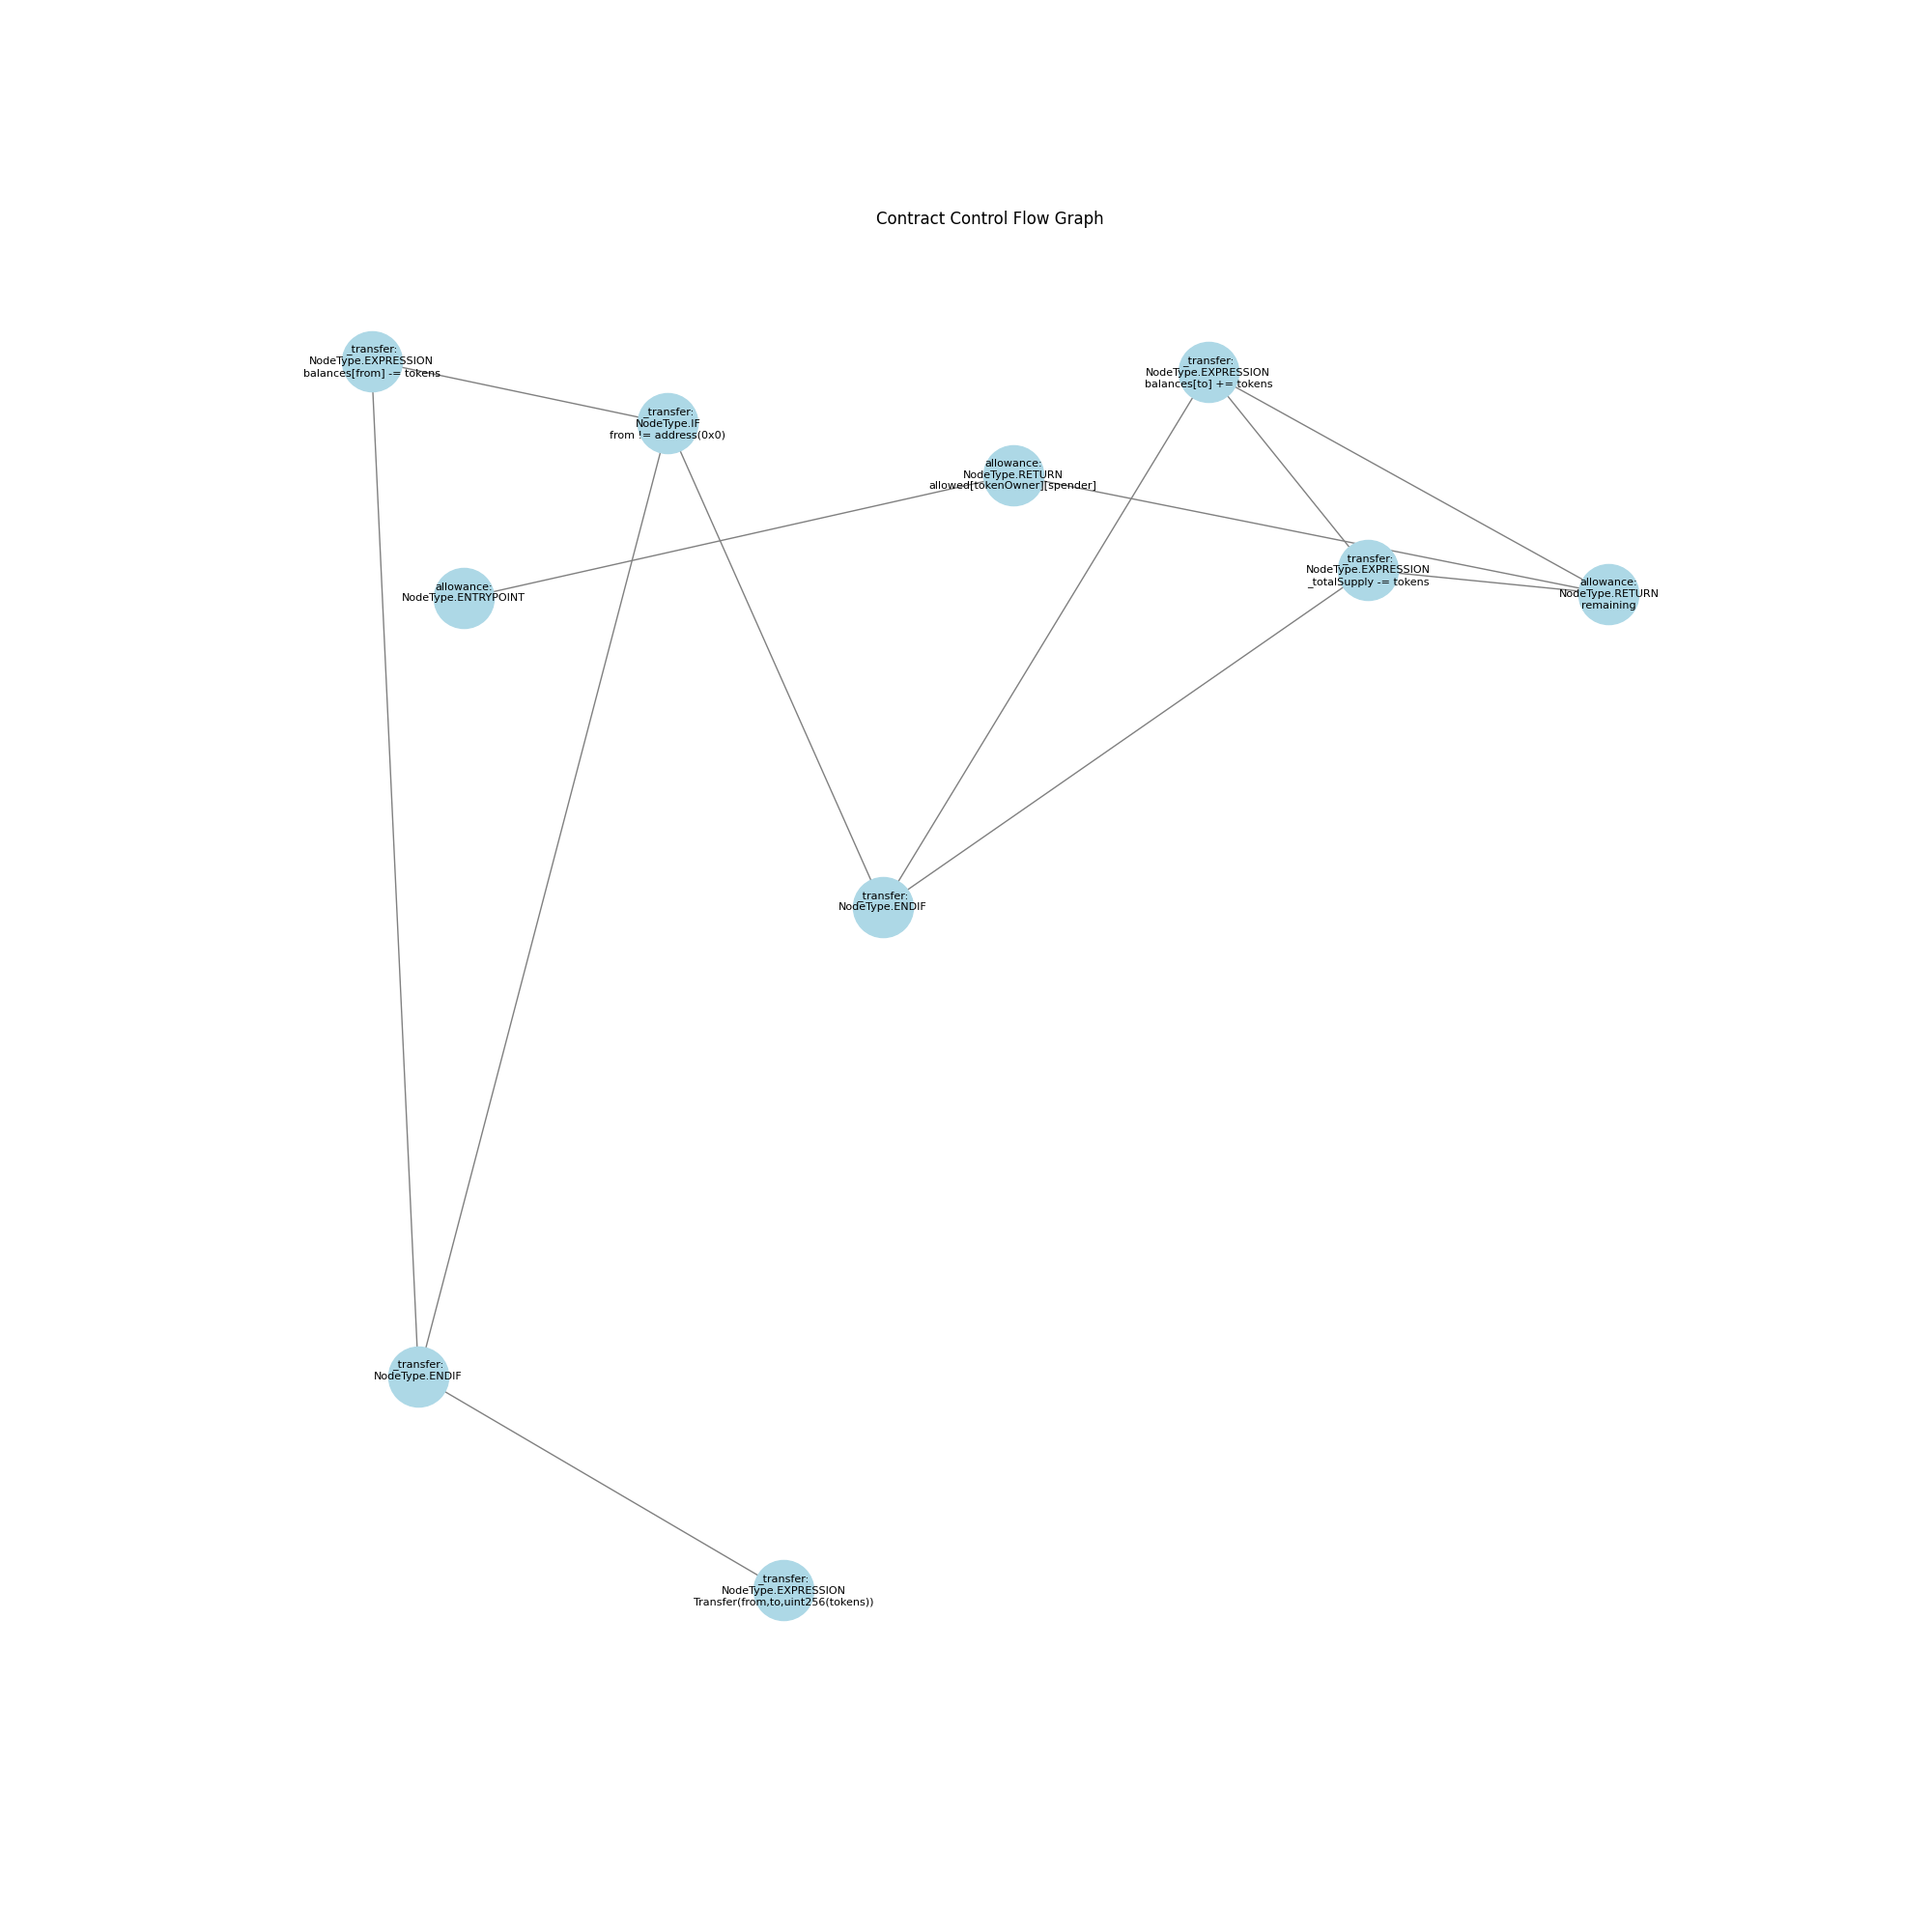 Contract Control Flow Graph
_transfer:
NodeType.EXPRESSION
balances[from] -= tokens
_transfer:
NodeType.EXPRESSION
balances[to] += tokens
_transfer:
NodeType.IF
from != address(0x0)
allowance:
NodeType.RETURN
allowed[tokenOwner][spender]
_transfer:
NodeType.EXPRESSION
_totalSupply -= tokens
allowance:
NodeType.RETURN
remaining
allowance:
NodeType.ENTRYPOINT
_transfer:
NodeType.ENDIF
_transfer:
NodeType.ENDIF
_transfer:
NodeType.EXPRESSION
Transfer(from,to,uint256(tokens))